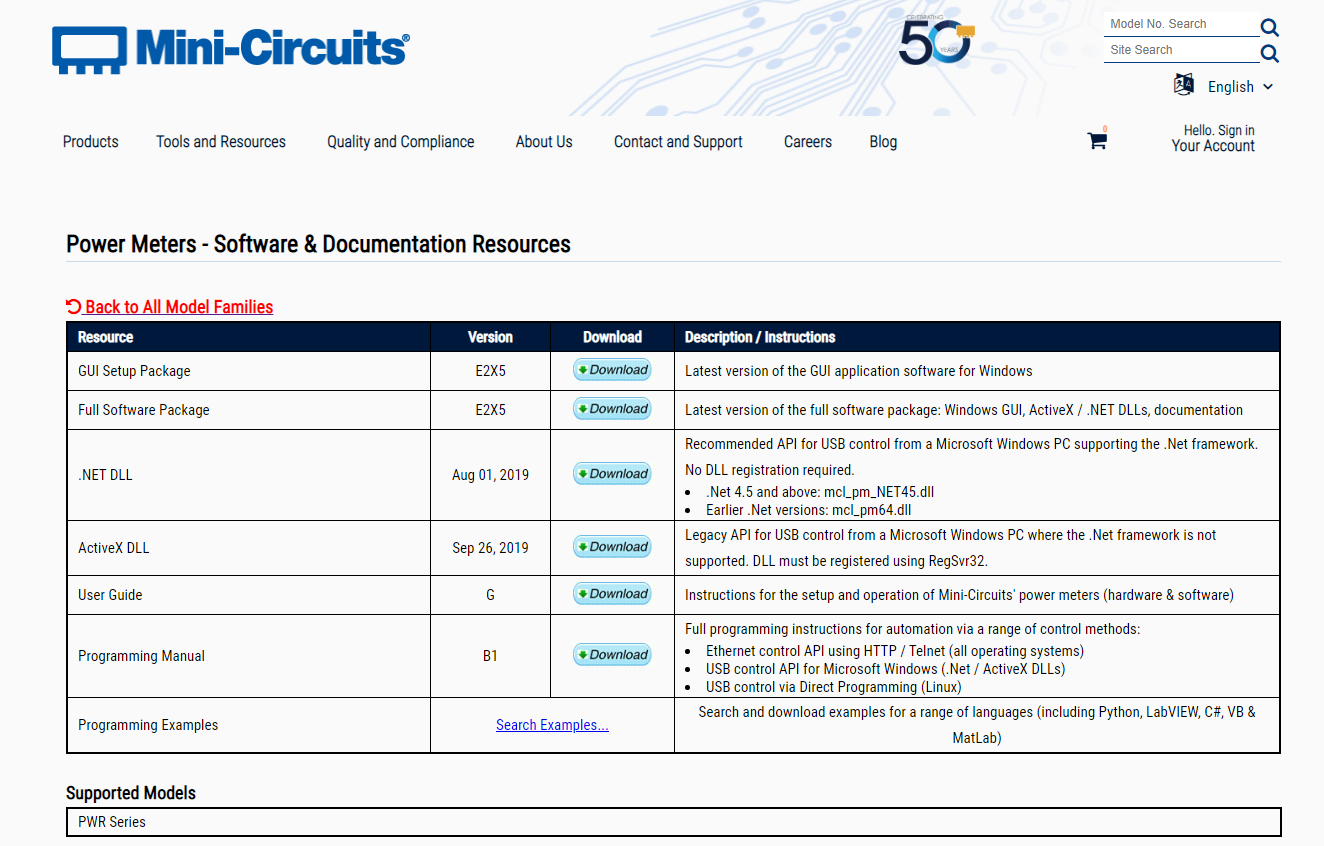 Mini-Circuits®
CELEBRATING
50
YEARS
Model No. Search
Site Search
English
Products Tools and Resources Quality and Compliance About Us Contact and Support Careers Blog
0
Hello. Sign in
Your Account
Power Meters - Software & Documentation Resources
Back to All Model Families
Resource Version Download Description / Instructions
GUI Setup Package E2X5 Download Latest version of the GUI application software for Windows
Full Software Package E2X5 Download Latest version of the full software package: Windows GUI, ActiveX / .NET DLLs, documentation
.NET DLL Aug 01, 2019 Download Recommended API for USB control from a Microsoft Windows PC supporting the .Net framework.
No DLL registration required.
• .Net 4.5 and above: mcl_pm_NET45.dll
• Earlier .Net versions: mcl_pm64.dll
ActiveX DLL Sep 26, 2019 Download Legacy API for USB control from a Microsoft Windows PC where the .Net framework is not
supported. DLL must be registered using RegSvr32.
User Guide G Download Instructions for the setup and operation of Mini-Circuits' power meters (hardware & software)
Programming Manual B1 Download Full programming instructions for automation via a range of control methods:
• Ethernet control API using HTTP / Telnet (all operating systems)
• USB control API for Microsoft Windows (.Net / ActiveX DLLs)
• USB control via Direct Programming (Linux)
Programming Examples Search Examples... Search and download examples for a range of languages (including Python, LabVIEW, C#, VB &
MatLab)
Supported Models
PWR Series